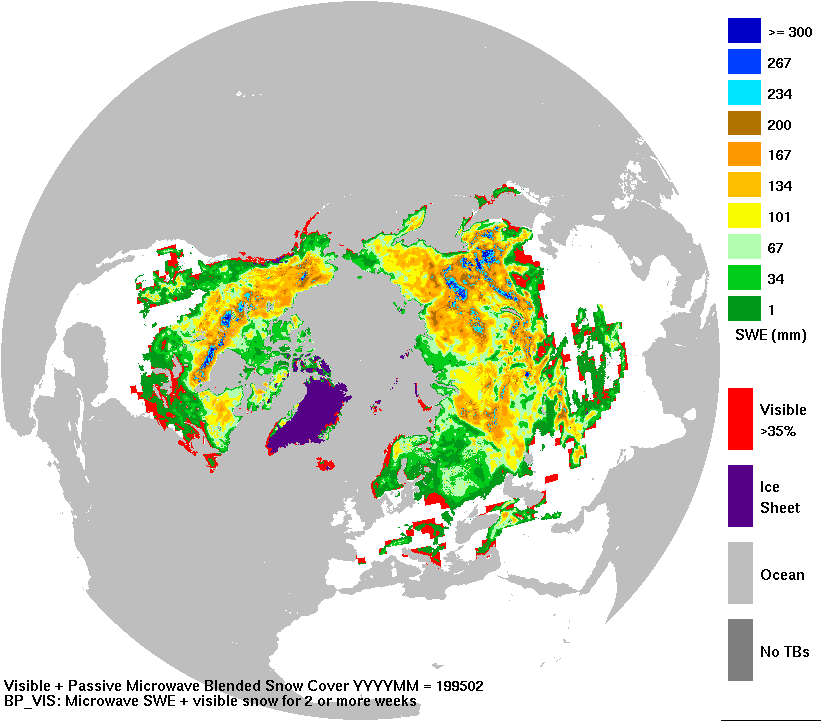 >= 300
267
234
200
167
134
101
67
34
1
SWE (mm)
Visible
>35%
Ice
Sheet
Ocean
No TBs
Visible + Passive Microwave Blended Snow Cover YYYYMM = 199502
BP_VIS: Microwave SWE + visible snow for 2 or more weeks